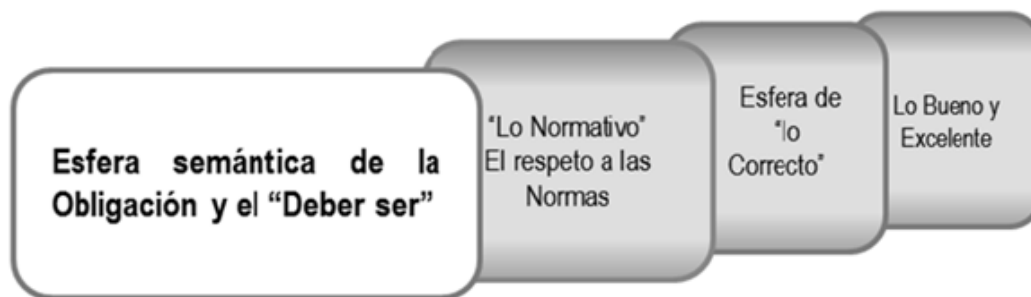 Esfera semántica de la
Obligación y el “Deber ser”
“Lo Normativo”
El respeto a las
Normas
Esfera de
“lo
Correcto”
Lo Bueno y
Excelente